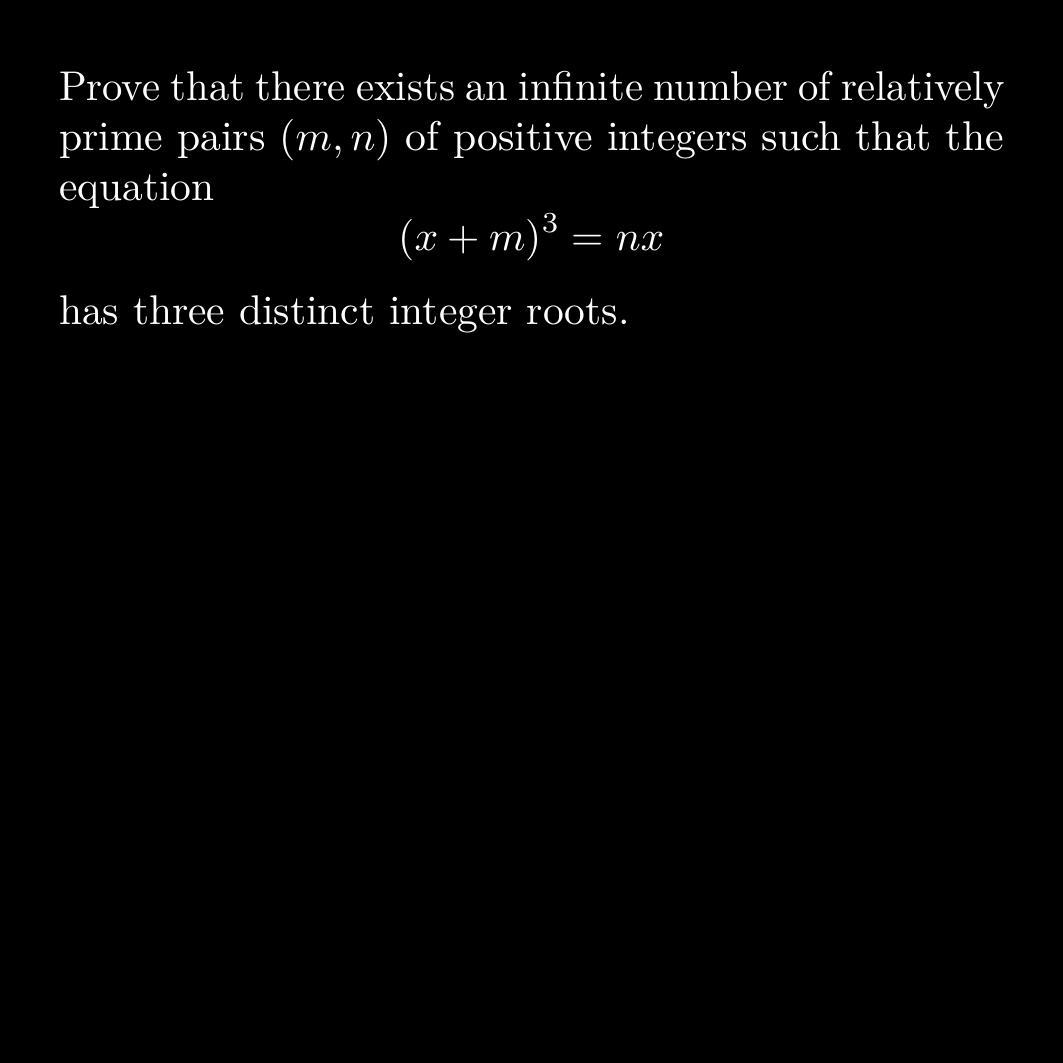 Prove that there exists an infinite number of relatively
prime pairs (m, n) of positive integers such that the
equation
(x + m)³ = nx
has three distinct integer roots.